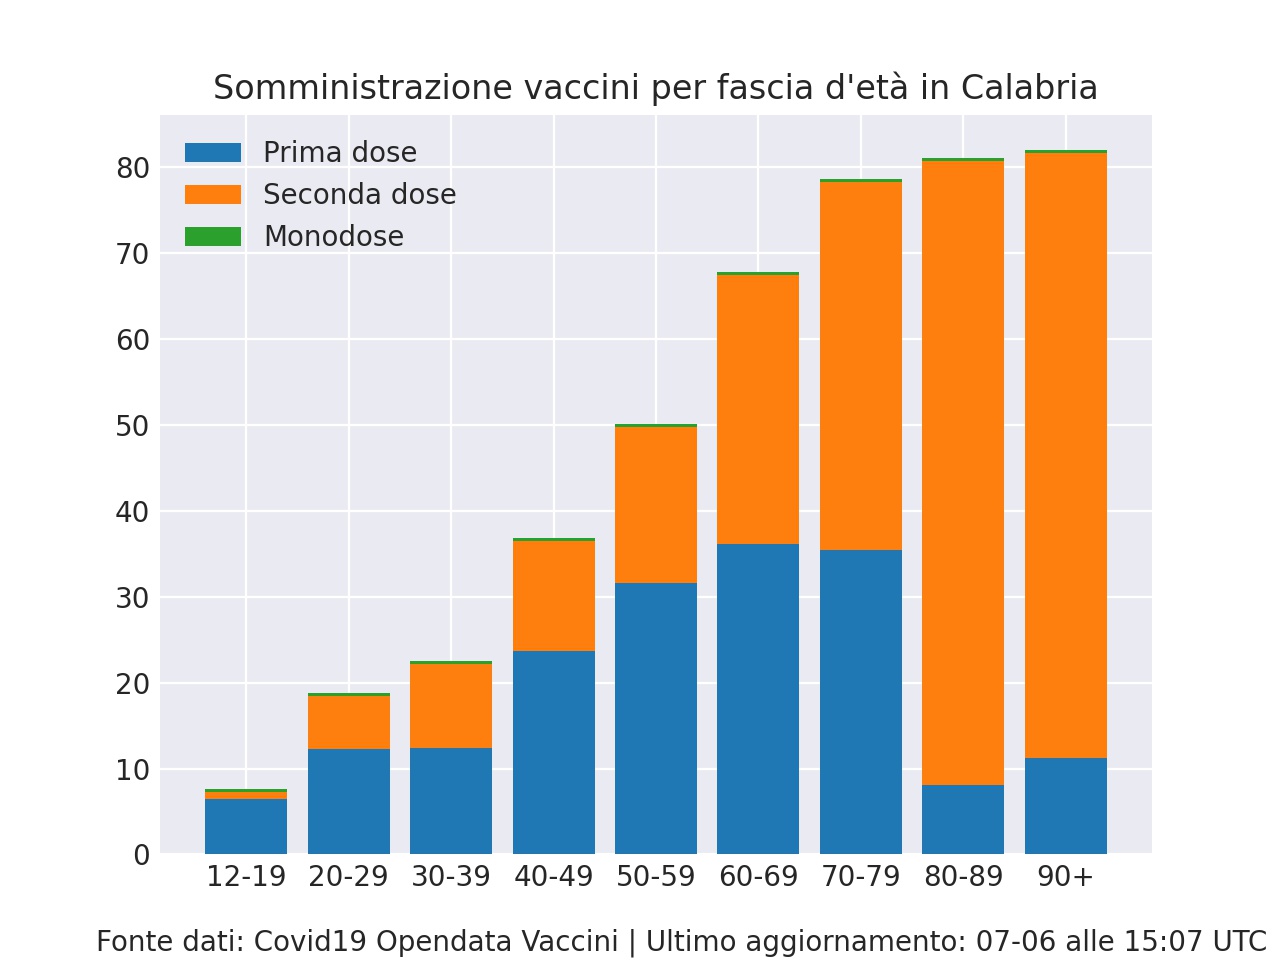 Somministrazione vaccini per fascia d'età in Calabria
Prima dose
Seconda dose
Monodose
80
70
60
50
40
30
20
10
0
12-19 20-29 30-39 40-49 50-59 60-69 70-79 80-89 90+
Fonte dati: Covid19 Opendata Vaccini | Ultimo aggiornamento: 07-06 alle 15:07 UTC